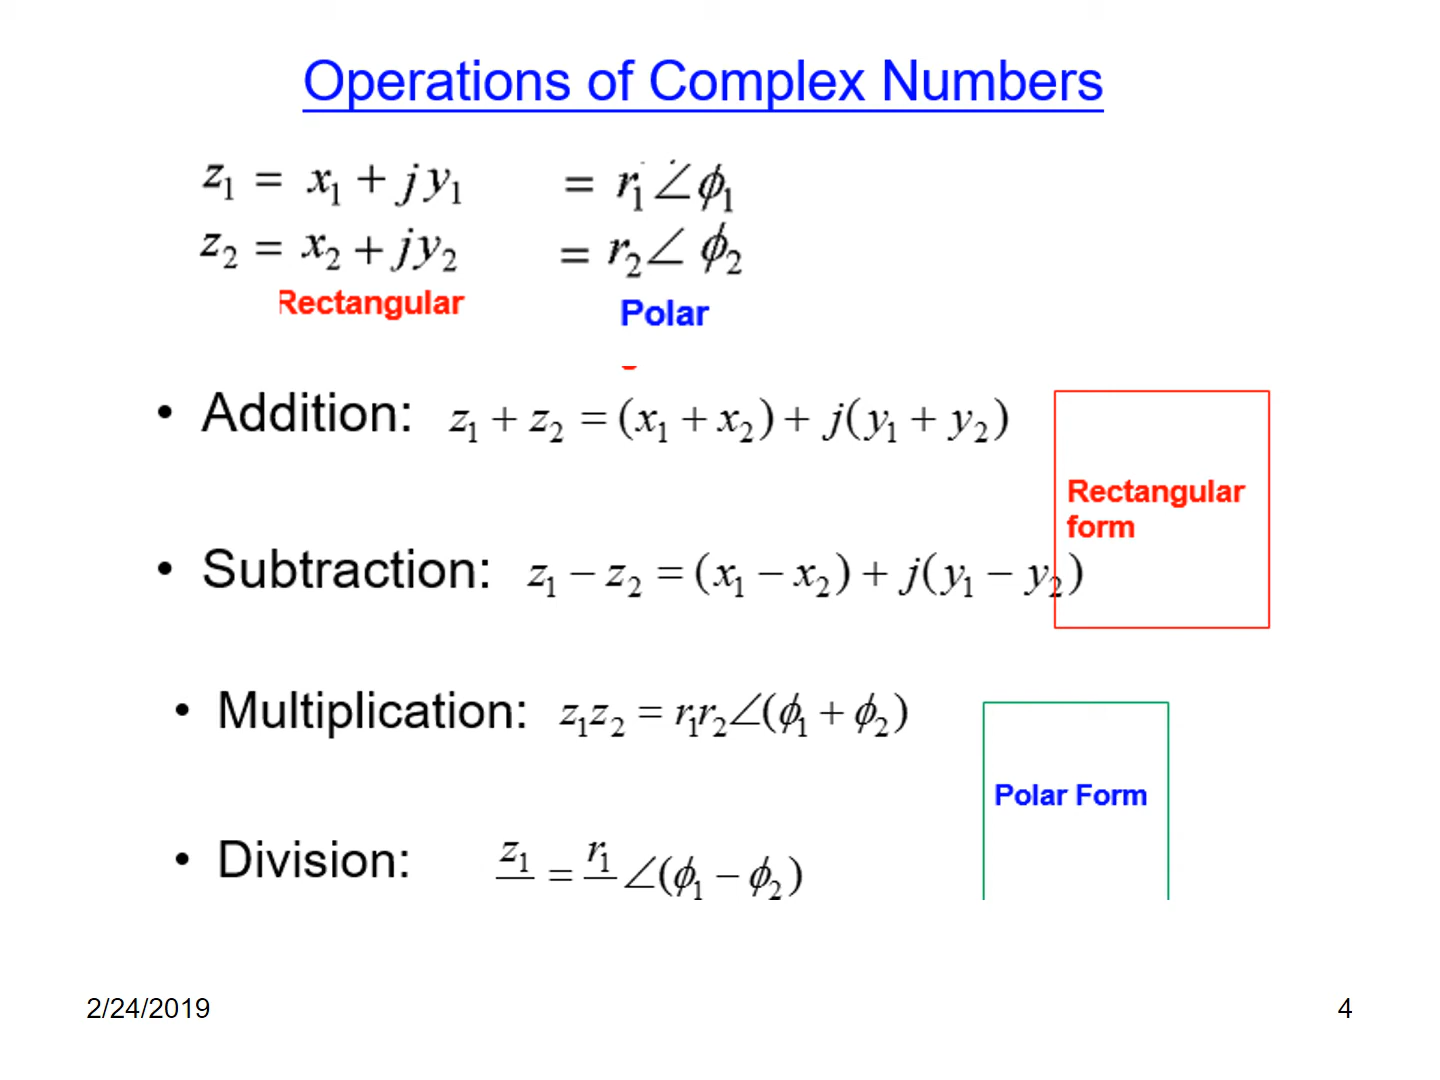 Operations of Complex Numbers
z₁ = x₁ + j y₁ = r₁ ∠ϕ₁
z₂ = x₂ + jy₂ = r₂∠ ϕ₂
Rectangular Polar
• Addition: z₁ + z₂ = (x₁ + x₂) + j(y₁ + y₂)
Rectangular
form
• Subtraction: z₁ − z₂ = (x₁ − x₂) + j(y₁ − y₂)
• Multiplication: z₁z₂ = r₁r₂∠(ϕ₁ + ϕ₂)
Polar Form
• Division: z₁ = r₁ ∠(ϕ₁ − ϕ₂)
2/24/2019 4